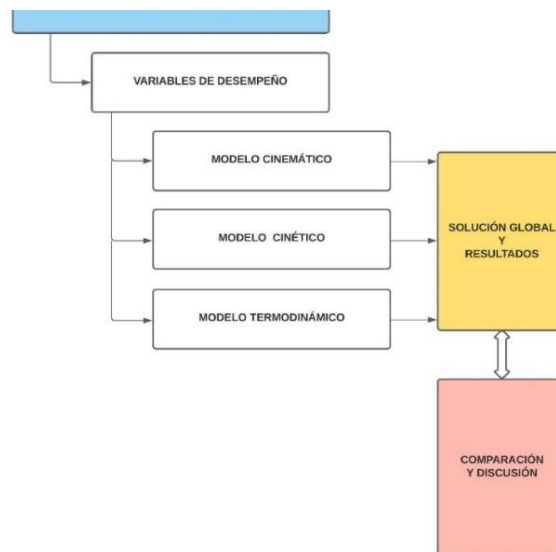 VARIABLES DE DESEMPEÑO
MODELO CINEMÁTICO
MODELO CINÉTICO
MODELO TERMODINÁMICO
SOLUCIÓN GLOBAL
Y
RESULTADOS
COMPARACIÓN
Y DISCUSIÓN